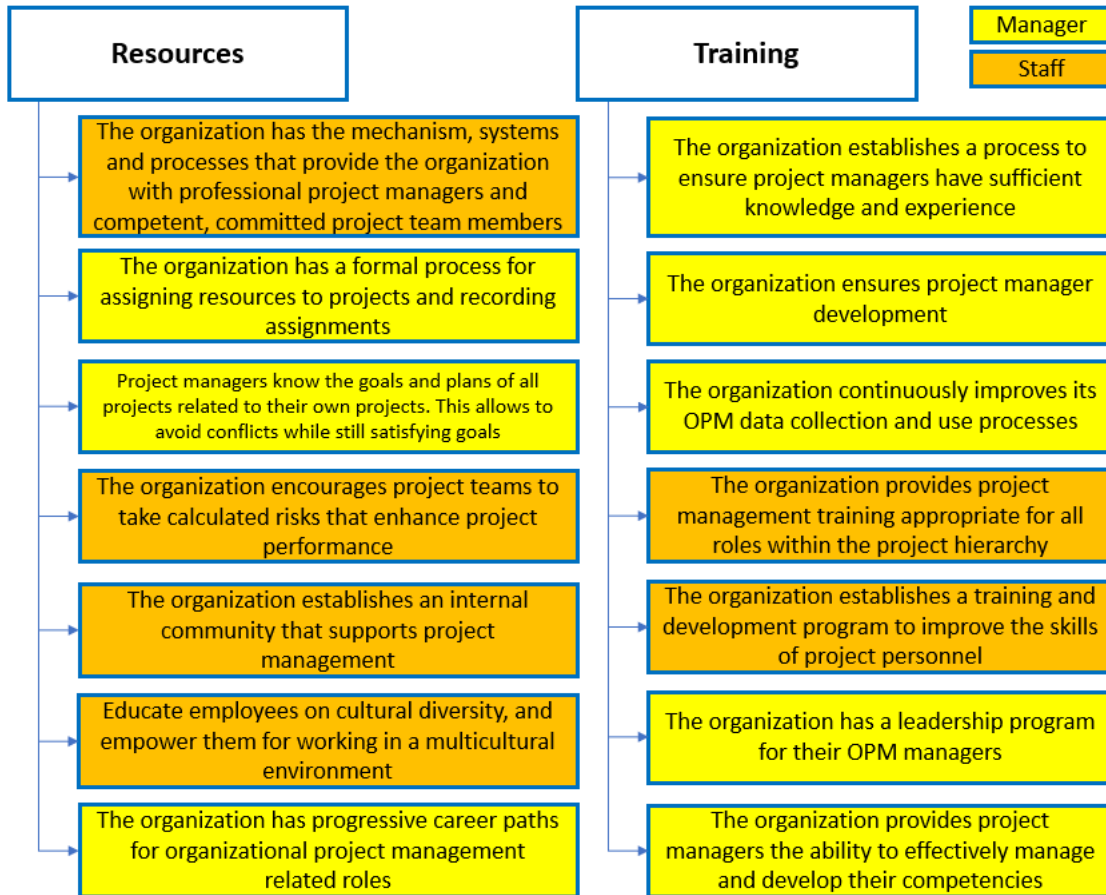 Resources
The organization has the mechanism, systems
and processes that provide the organization
with professional project managers and
competent, committed project team members
The organization has a formal process for
assigning resources to projects and recording
assignments
Project managers know the goals and plans of all
projects related to their own projects. This allows to
avoid conflicts while still satisfying goals
The organization encourages project teams to
take calculated risks that enhance project
performance
The organization establishes an internal
community that supports project
management
Educate employees on cultural diversity, and
empower them for working in a multicultural
environment
The organization has progressive career paths
for organizational project management
related roles
Training
The organization establishes a process to
ensure project managers have sufficient
knowledge and experience
The organization ensures project manager
development
The organization continuously improves its
OPM data collection and use processes
The organization provides project
management training appropriate for all
roles within the project hierarchy
The organization establishes a training and
development program to improve the skills
of project personnel
The organization has a leadership program
for their OPM managers
The organization provides project
managers the ability to effectively manage
and develop their competencies
Manager
Staff